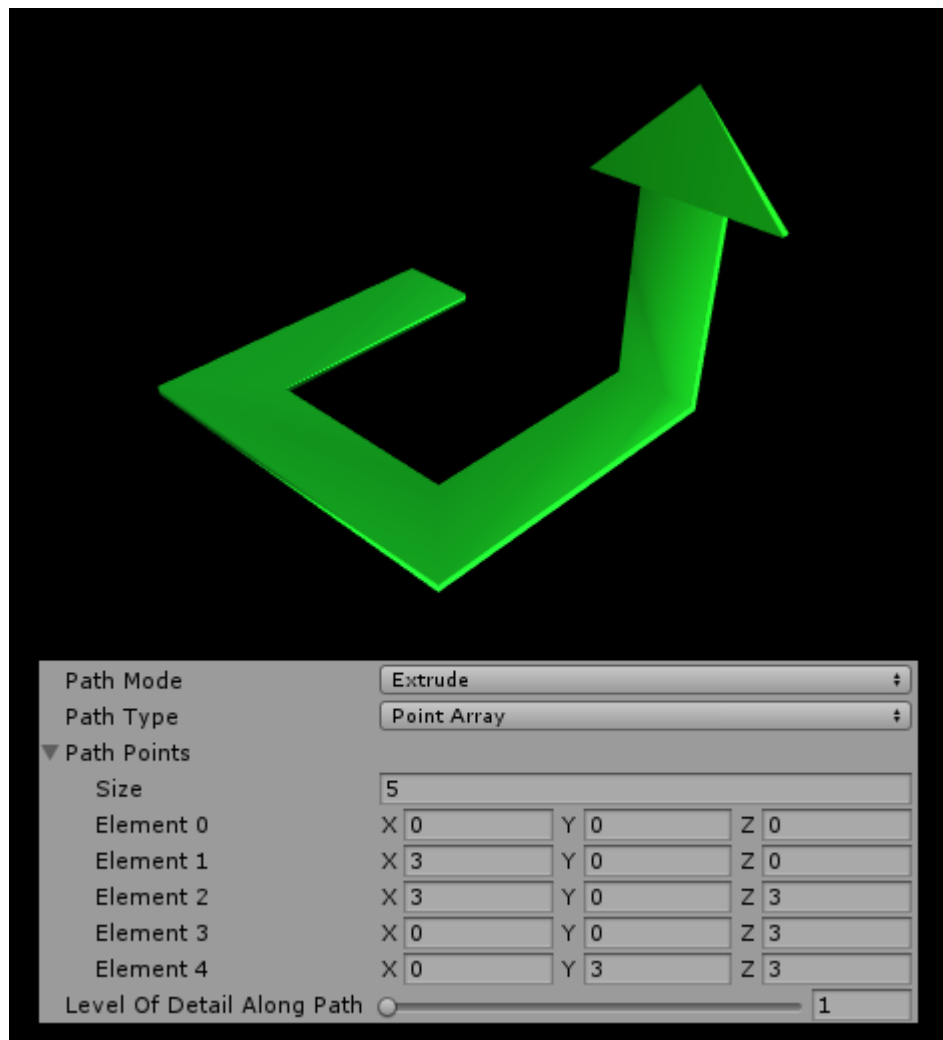 Path Mode Extrude
Path Type Point Array
Path Points
Size 5
Element 0 X 0 Y 0 Z 0
Element 1 X 3 Y 0 Z 0
Element 2 X 3 Y 0 Z 3
Element 3 X 0 Y 0 Z 3
Element 4 X 0 Y 3 Z 3
Level Of Detail Along Path 1